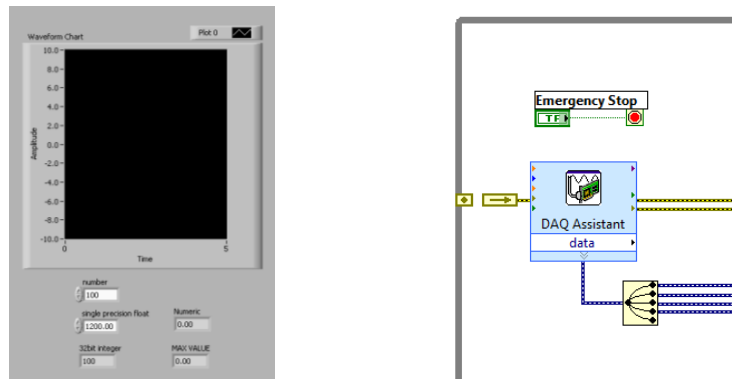 Waveform Chart
Plot 0
10.0
8.0
6.0
4.0
2.0
0.0
-2.0
-4.0
-6.0
-8.0
-10.0
Amplitude
0
5
Time
number
100
single precision float
1200.00
Numeric
0.00
32bit integer
100
MAX VALUE
0.00
Emergency Stop
TF
DAQ Assistant
data